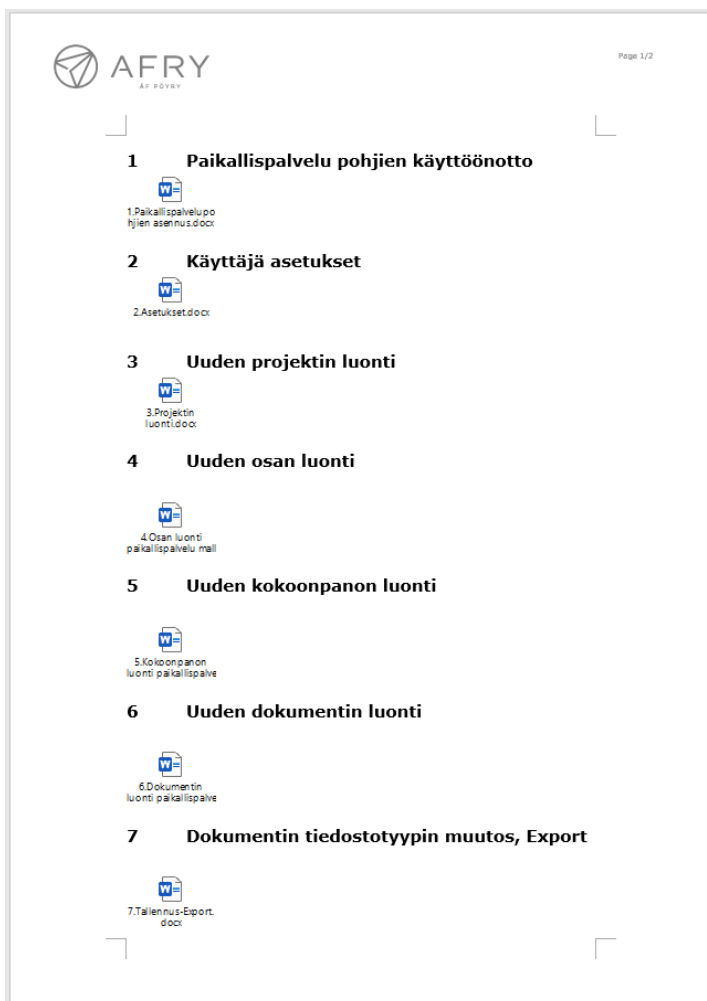 AFRY
ÅF PÖYRY
Page 1/2
1 Paikallispalvelu pohjien käyttöönotto
1.Paikallispalvelupo
hjien asennus.docx
2 Käyttäjä asetukset
2.Asetukset.docx
3 Uuden projektin luonti
3.Projektin
luonti.docx
4 Uuden osan luonti
4.Osan luonti
paikallispalvelu mall
5 Uuden kokoonpanon luonti
5.Kokoonpanon
luonti paikallispalve
6 Uuden dokumentin luonti
6.Dokumentin
luonti paikallispalve
7 Dokumentin tiedostotyypin muutos, Export
7.Tallennus-Export.
docx